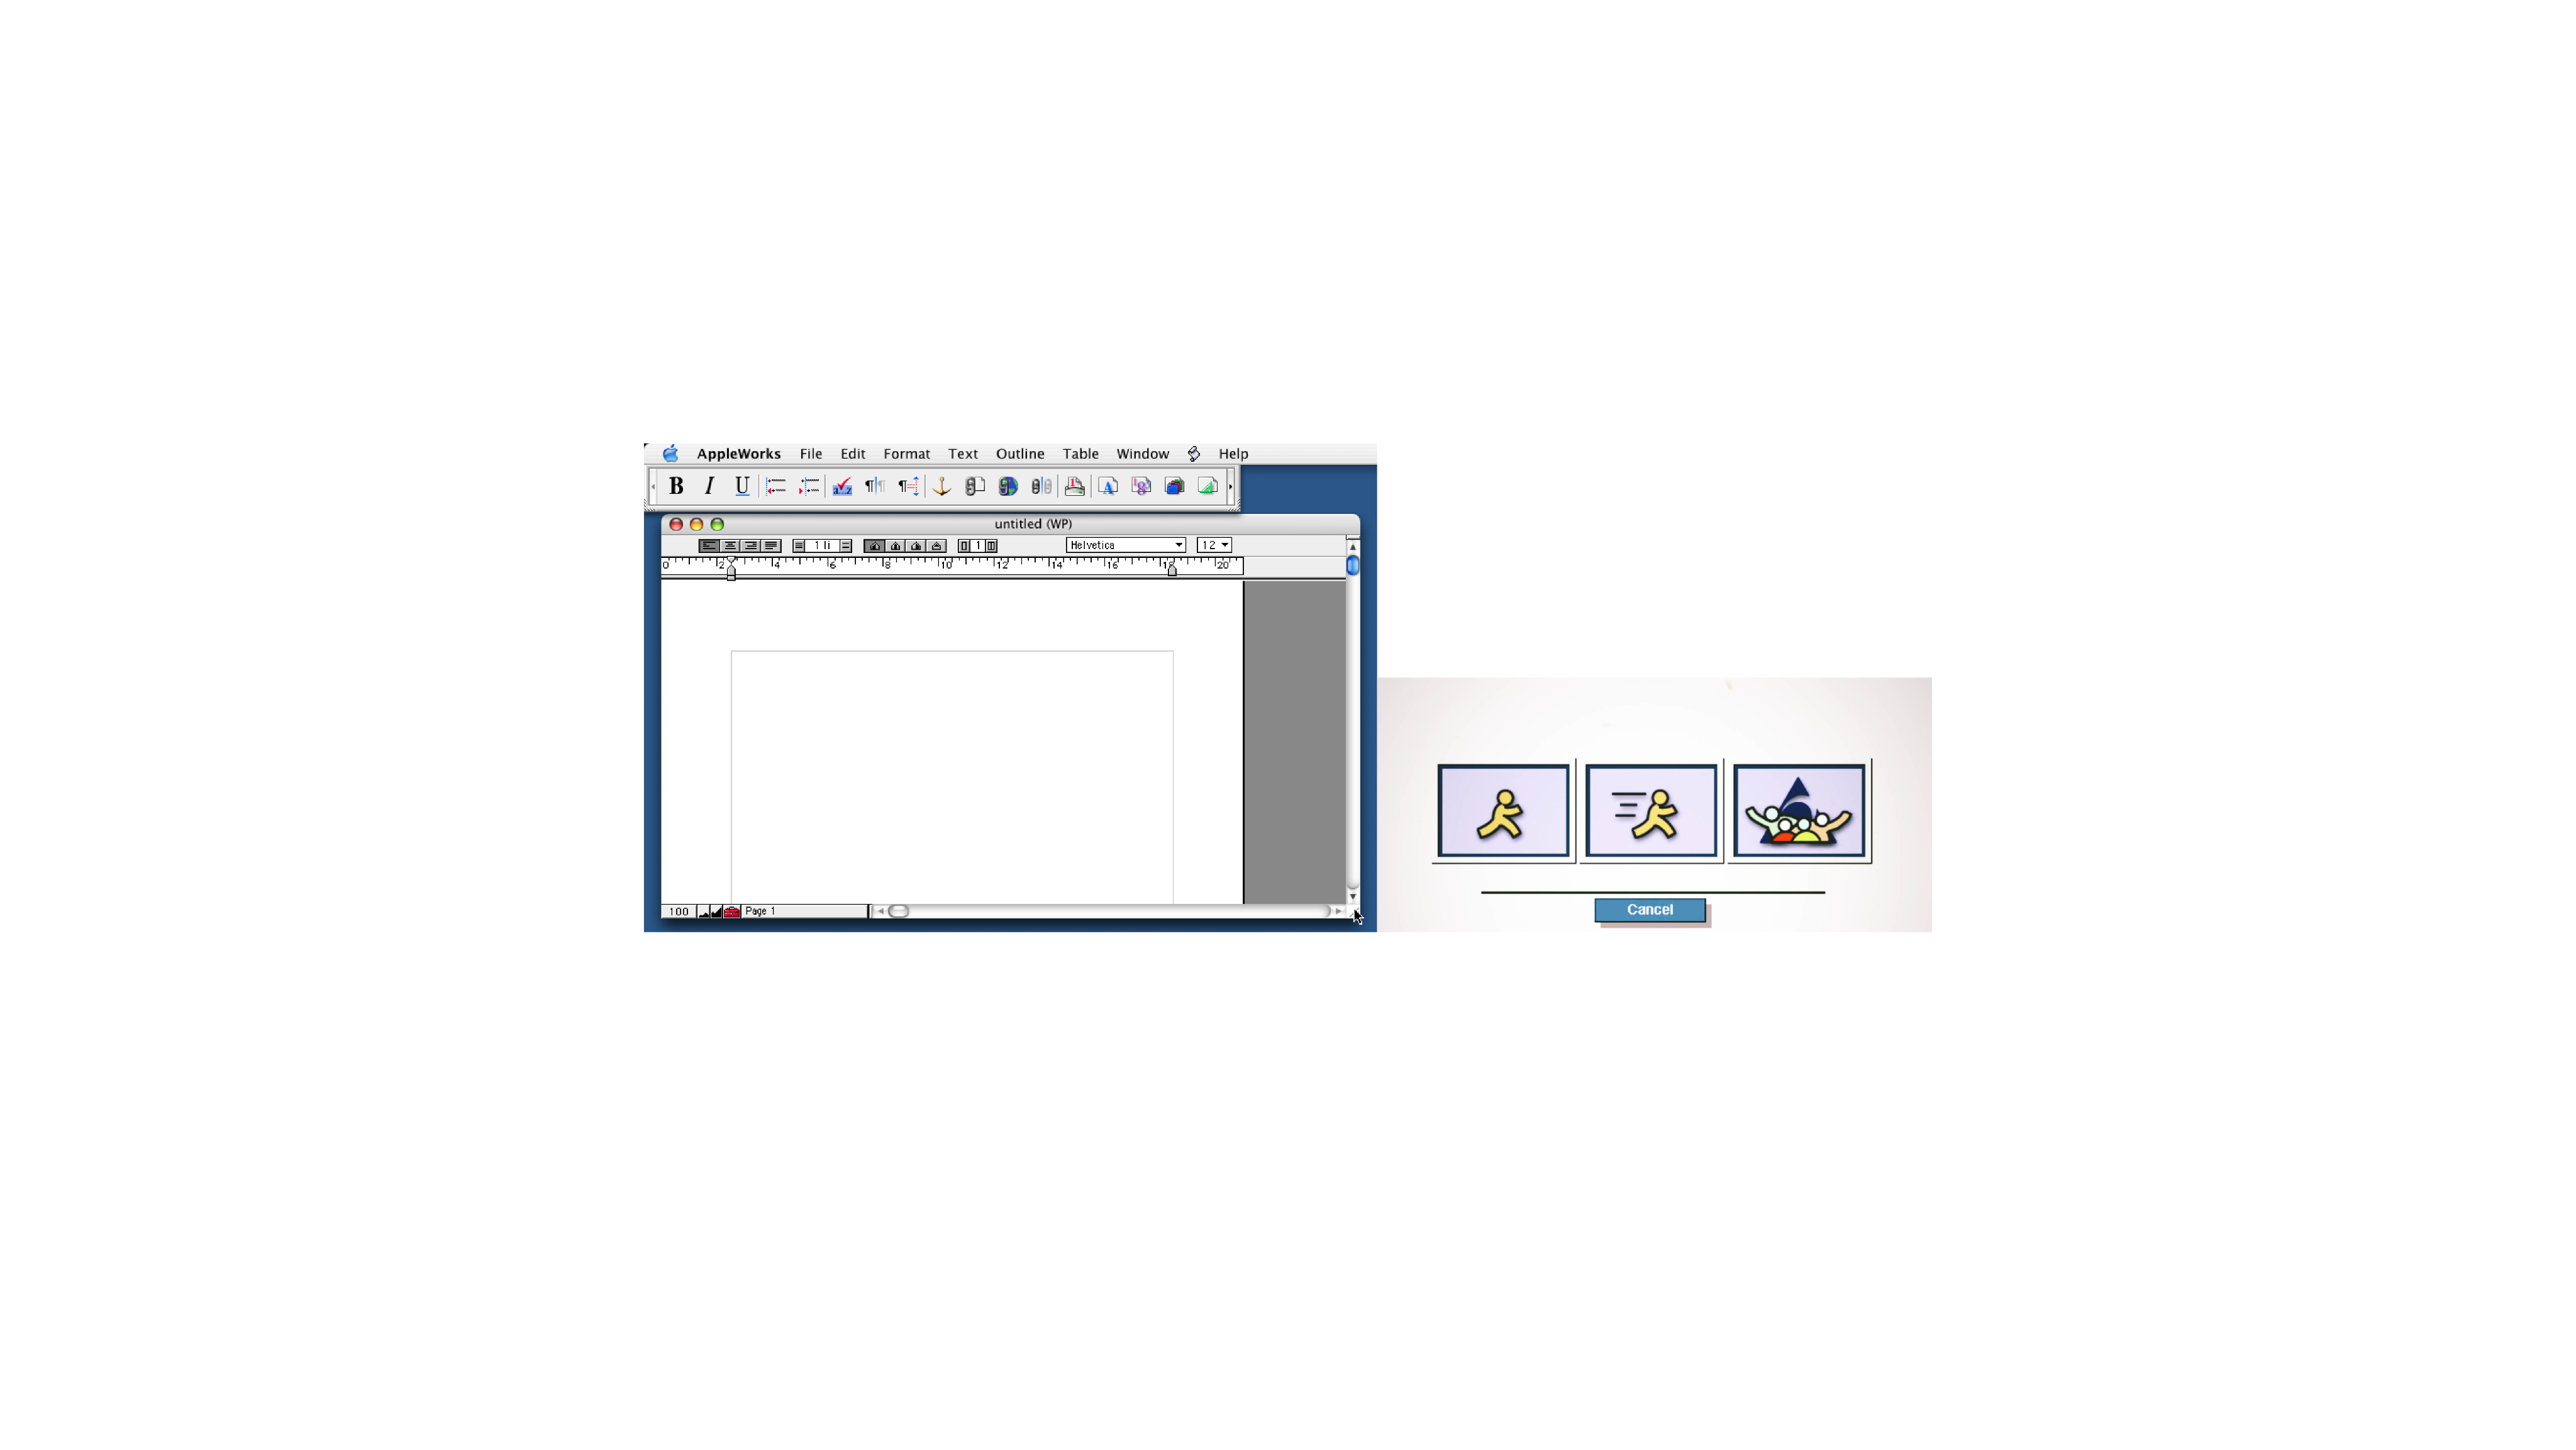 AppleWorks File Edit Format Text Outline Table Window Help
B I U
untitled (WP)
1 li 1 Helvetica 12
0 2 4 6 8 10 12 14 16 18 20
100 Page 1
Cancel